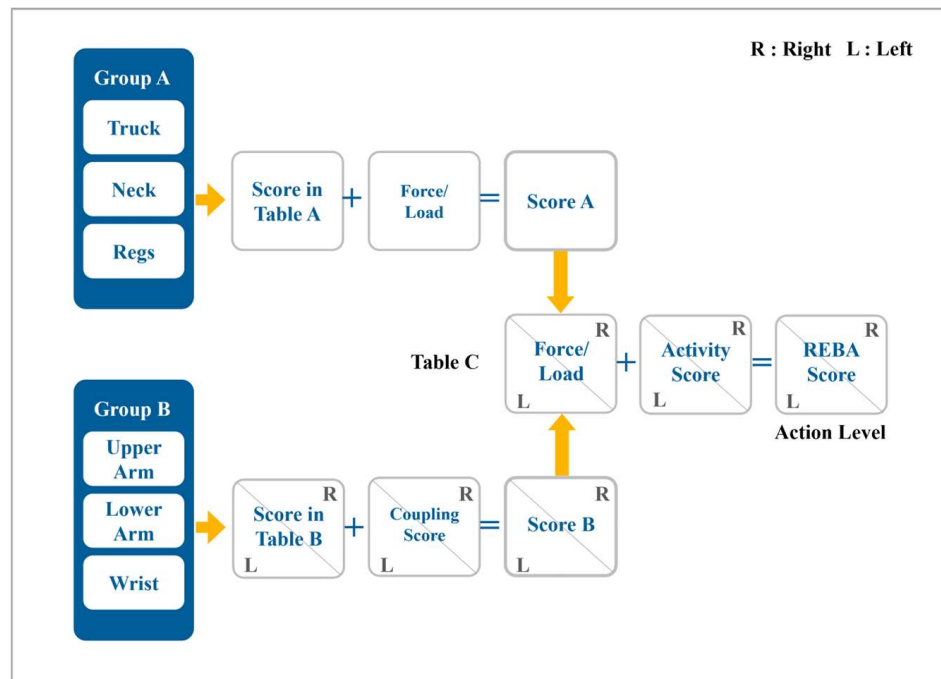 R : Right   L : Left
Group A
Truck
Neck
Regs
Score in
Table A
+
Force/
Load
=
Score A
Table C
R
Force/
Load
L
+
R
Activity
Score
L
=
R
REBA
Score
L
Action Level
Group B
Upper
Arm
Lower
Arm
Wrist
R
Score in
Table B
L
+
R
Coupling
Score
L
=
R
Score B
L